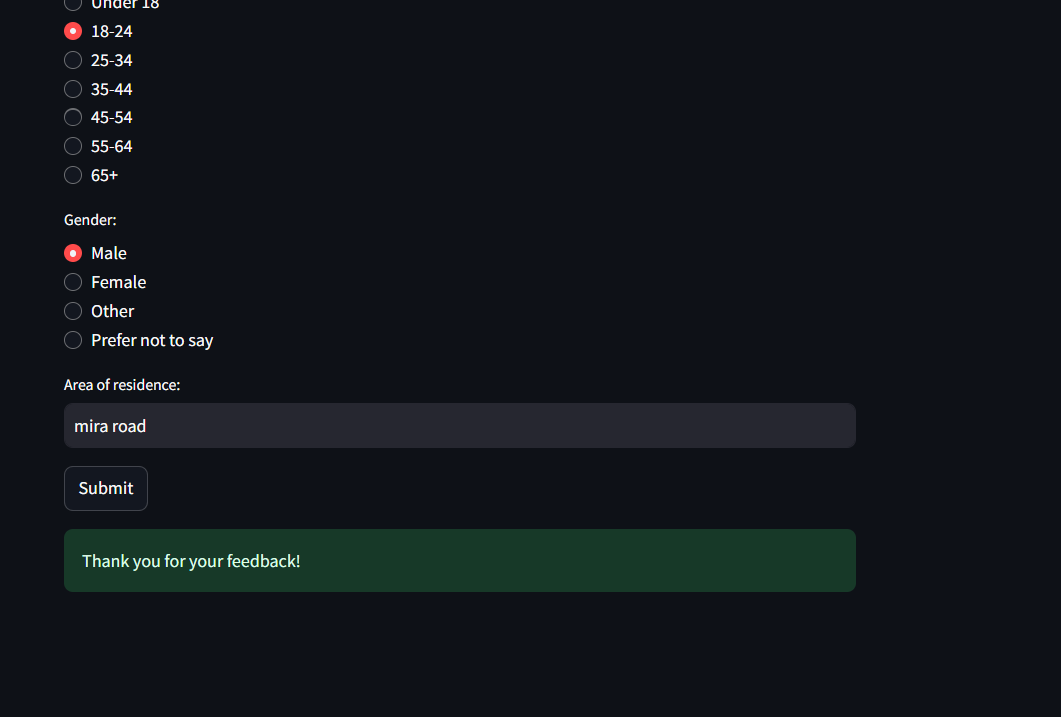 Under 18
18-24
25-34
35-44
45-54
55-64
65+
Gender:
Male
Female
Other
Prefer not to say
Area of residence:
mira road
Submit
Thank you for your feedback!